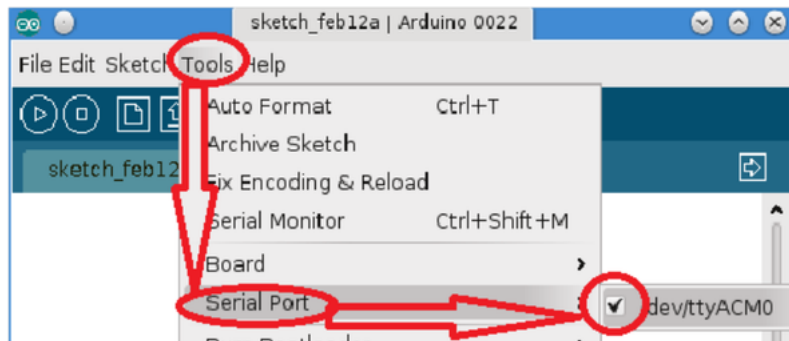 sketch_feb12a | Arduino 0022
File Edit Sketch Tools Help
Auto Format Ctrl+T
Archive Sketch
sketch_feb12
Fix Encoding & Reload
Serial Monitor Ctrl+Shift+M
Board
Serial Port
dev/ttyACM0